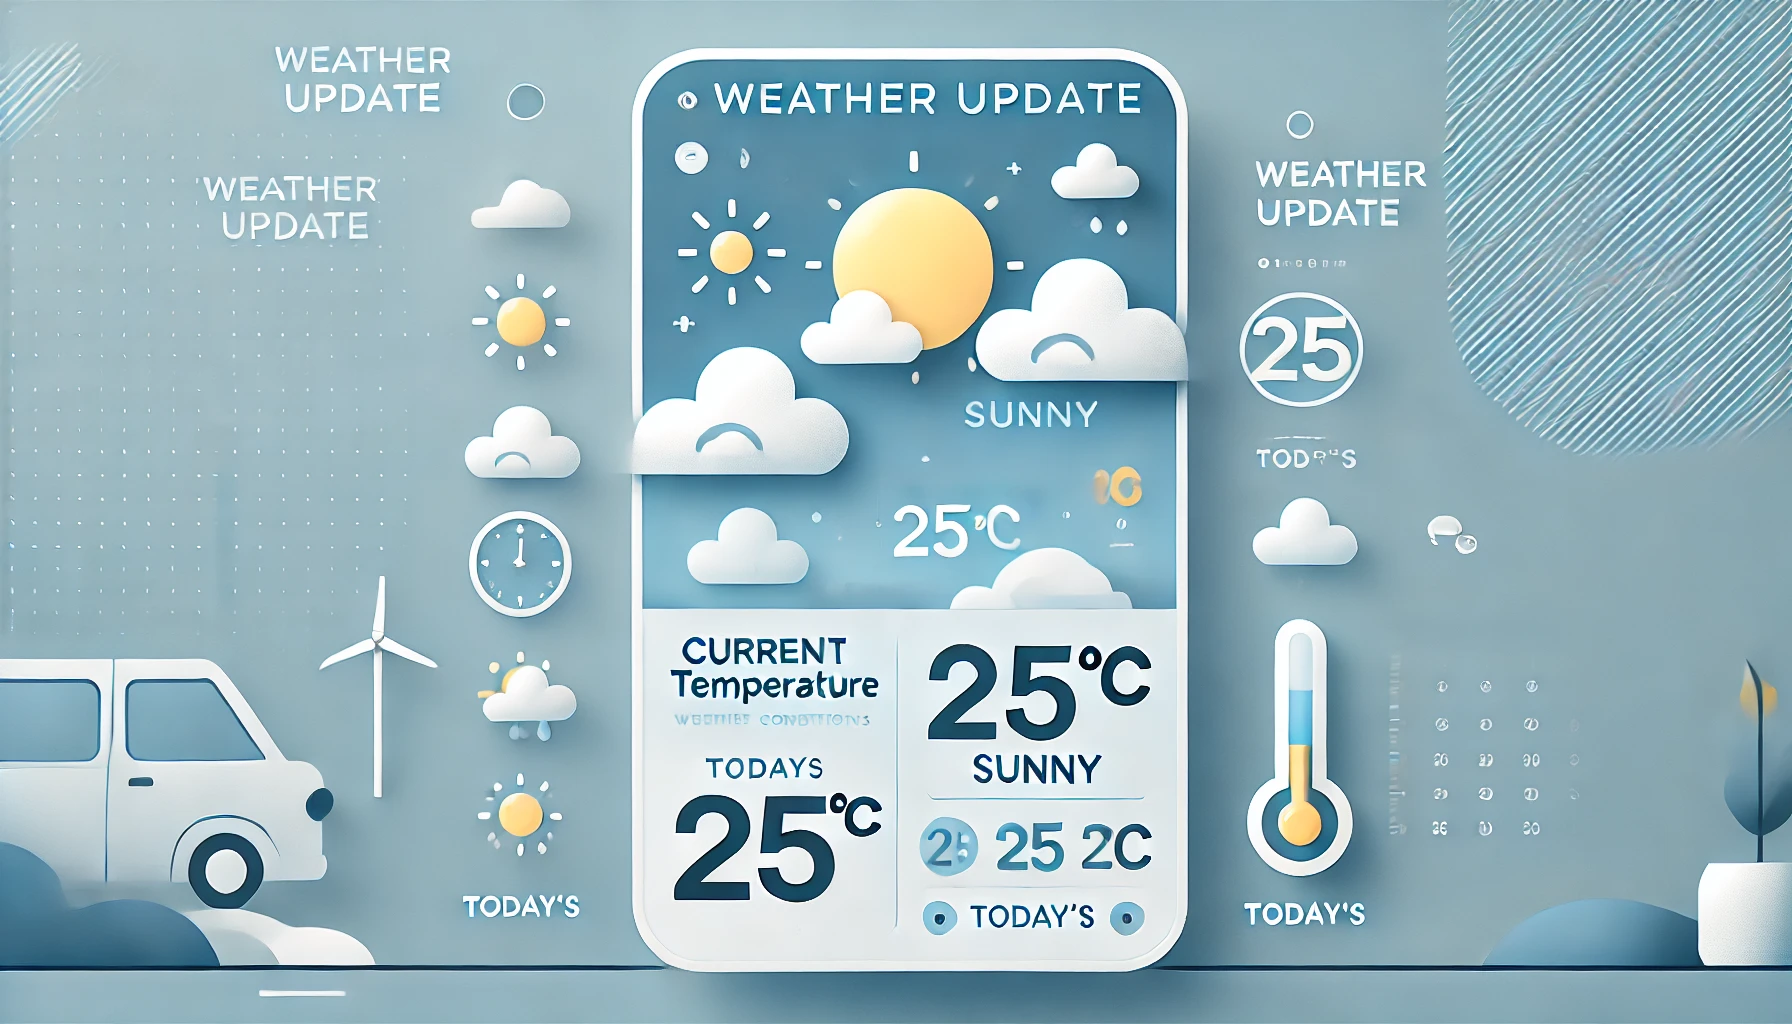 WEATHER
UPDATE
WEATHER
UPDATE
TODAY'S
WEATHER UPDATE
SUNNY
25°C
CURRENT
Temperature
TODAYS
25°C
25°C
SUNNY
25 2C
TODAY'S
WEATHER
UPDATE
25
TODAY'S